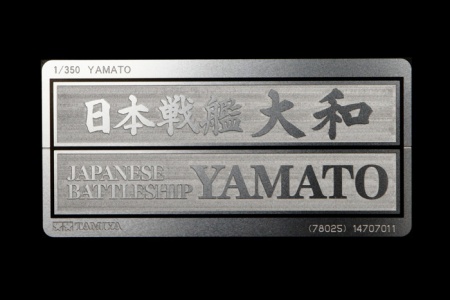 1/350 YAMATO
日本戦艦 大和
JAPANESE
BATTLESHIP YAMATO
TAMIYA
(78025) 14707011